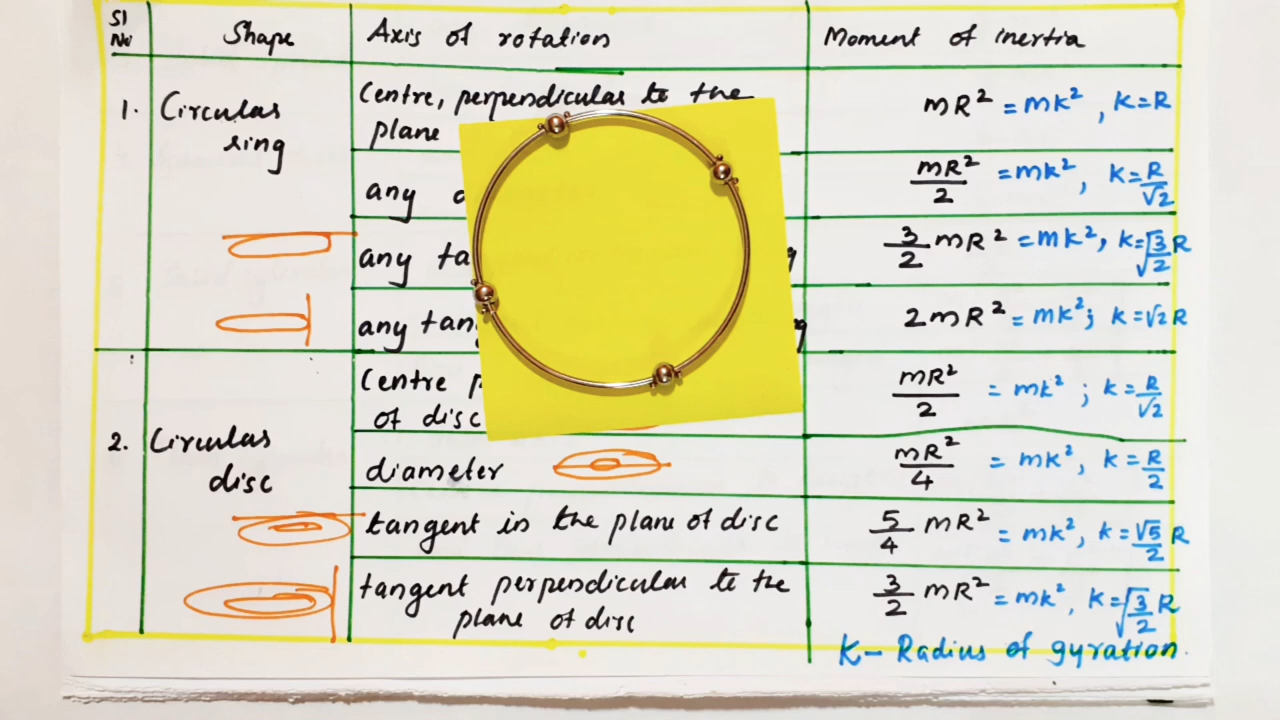 Sl No Shape Axis of rotation Moment of inertia
1. Circular ring
Centre, perpendicular to the
plane
mR² = mk², k=R
any
mR²/2 = mk², k=R/√2
any ta
3/2 mR² = mk², k=√3/2 R
any tan
2mR² = mk²; k=√2R
2. Circular disc
Centre p
of disc
mR²/2 = mk²; k=R/√2
diameter
mR²/4 = mk², k=R/2
tangent in the plane of disc
5/4 mR² = mk², k=√5/2 R
tangent perpendicular to the
plane of disc
3/2 mR² = mk², k=√3/2 R
K - Radius of gyration